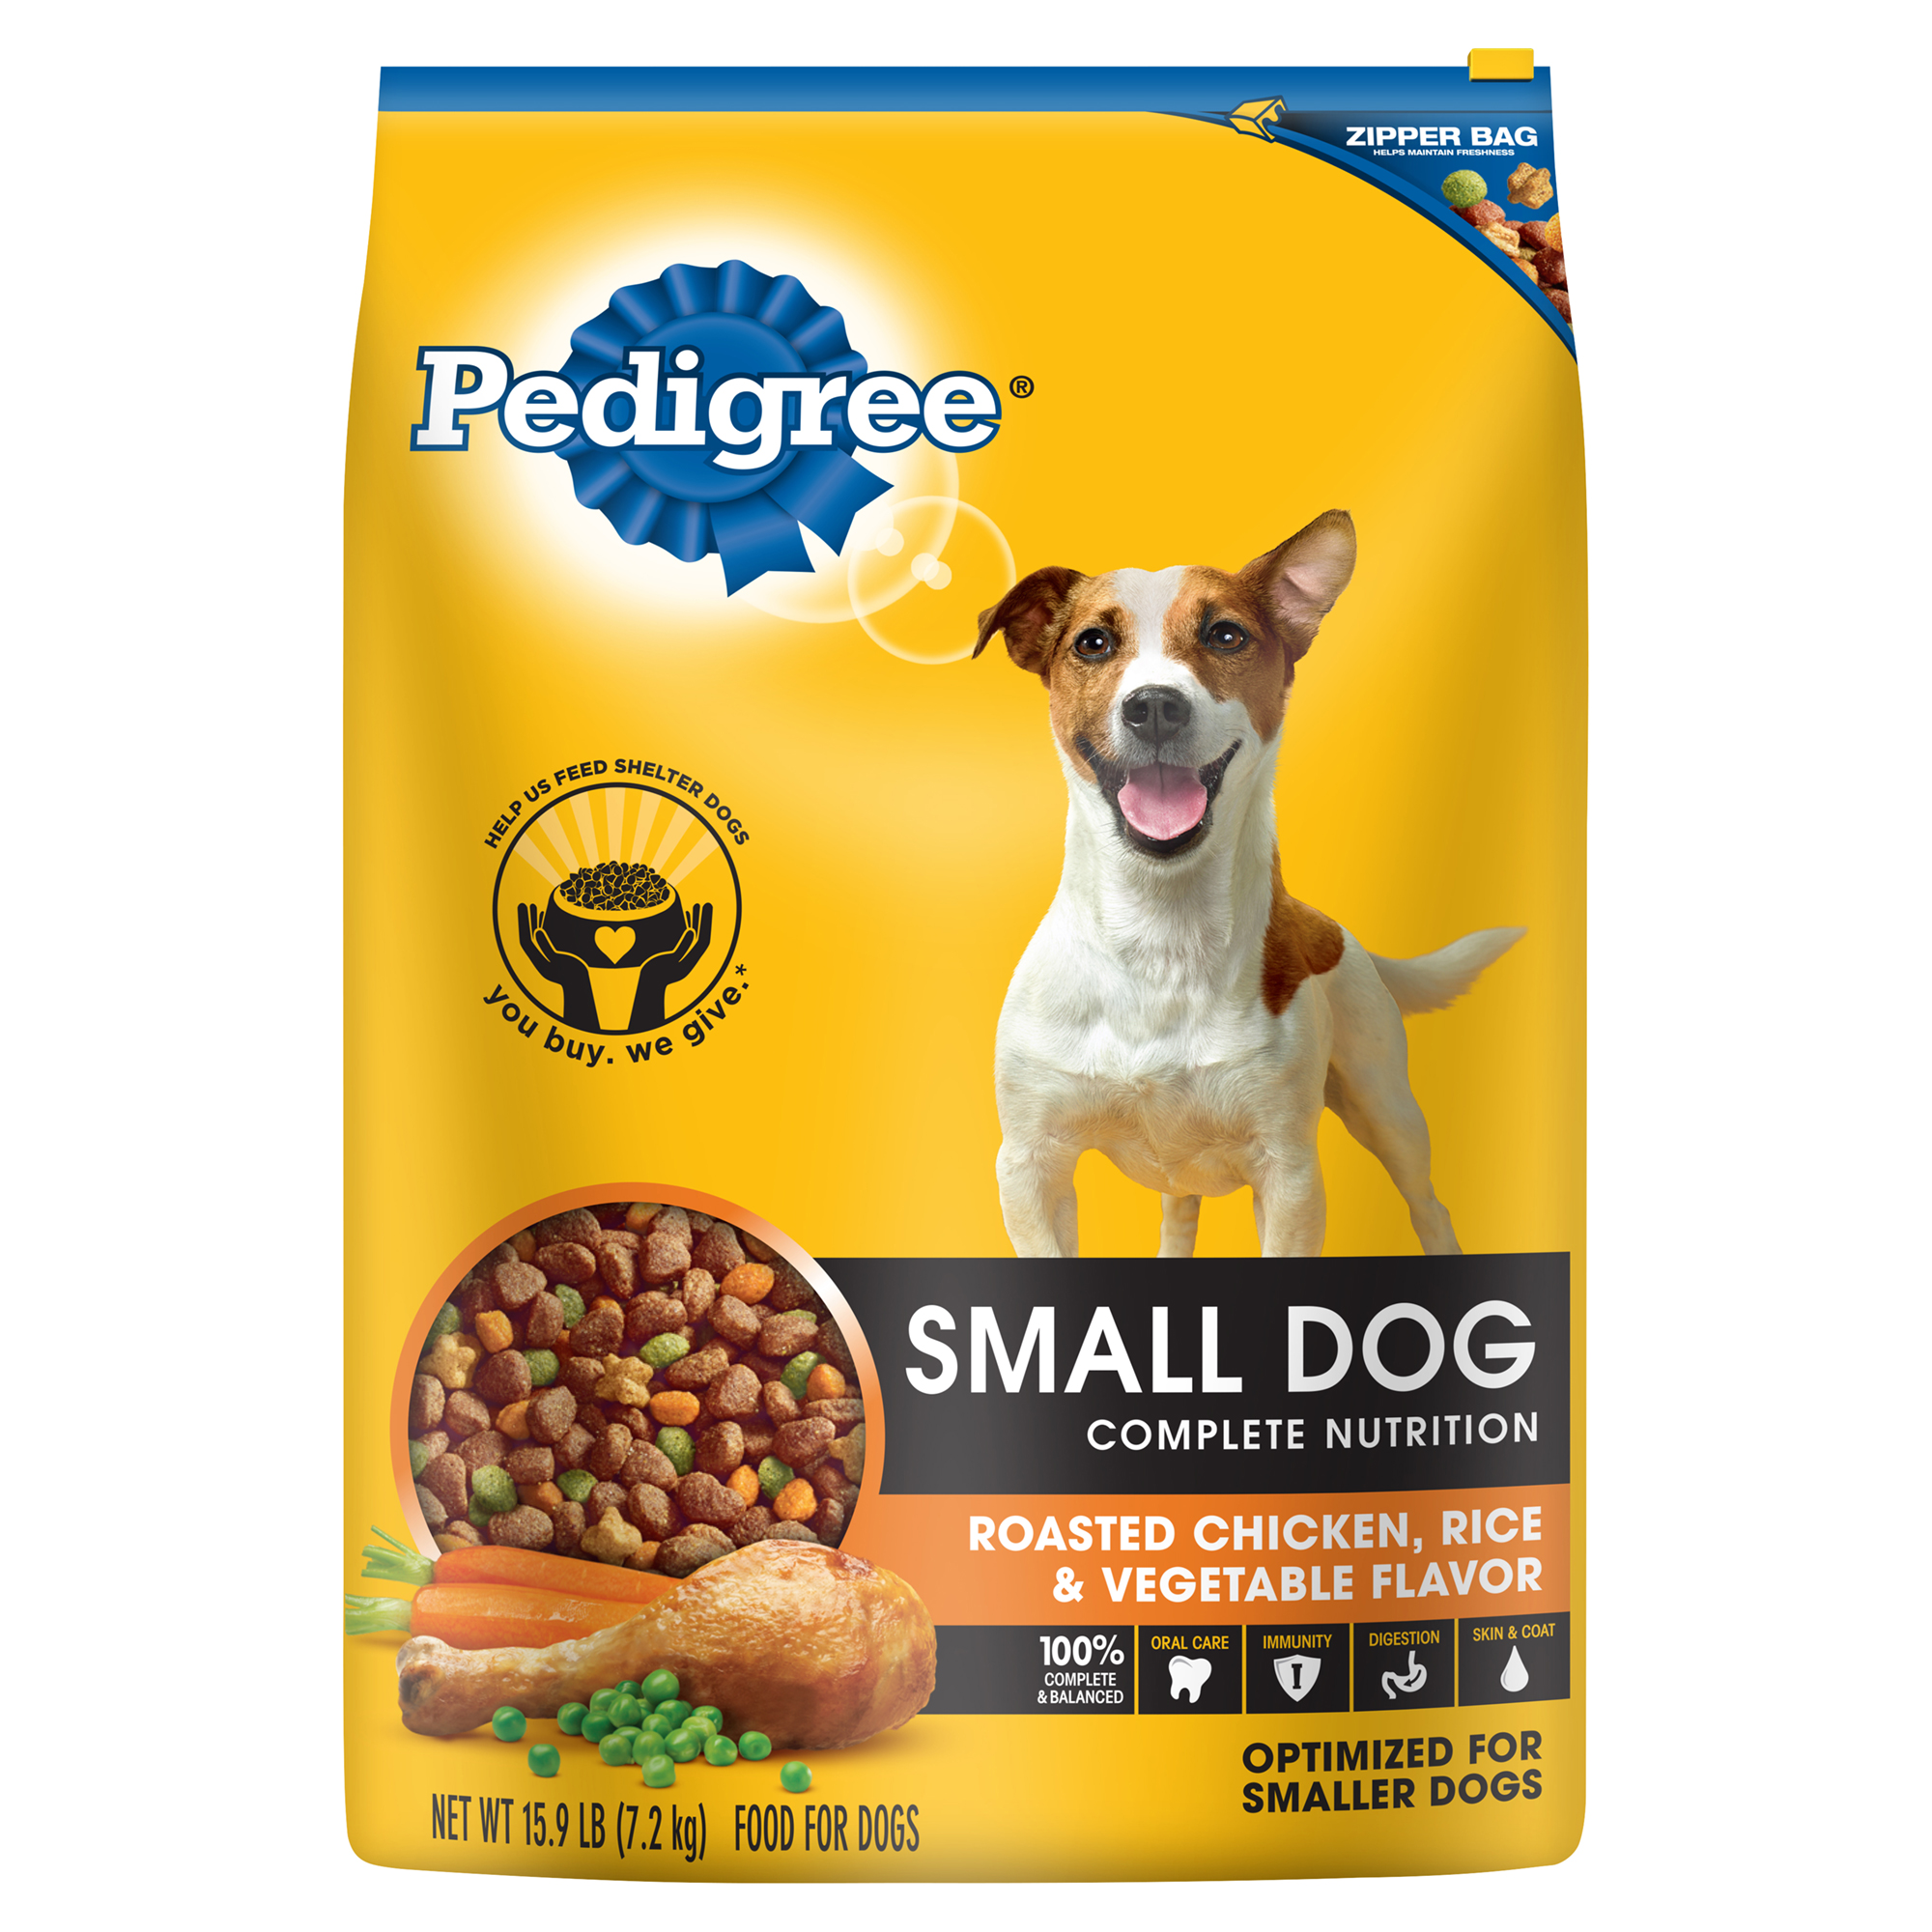 ZIPPER BAG
HELPS MAINTAIN FRESHNESS
Pedigree®
HELP US FEED SHELTER DOGS
you buy. we give.*
SMALL DOG
COMPLETE NUTRITION
ROASTED CHICKEN, RICE
& VEGETABLE FLAVOR
100%
COMPLETE
& BALANCED
ORAL CARE
IMMUNITY
I
DIGESTION
SKIN & COAT
OPTIMIZED FOR
SMALLER DOGS
NET WT 15.9 LB (7.2 kg) FOOD FOR DOGS